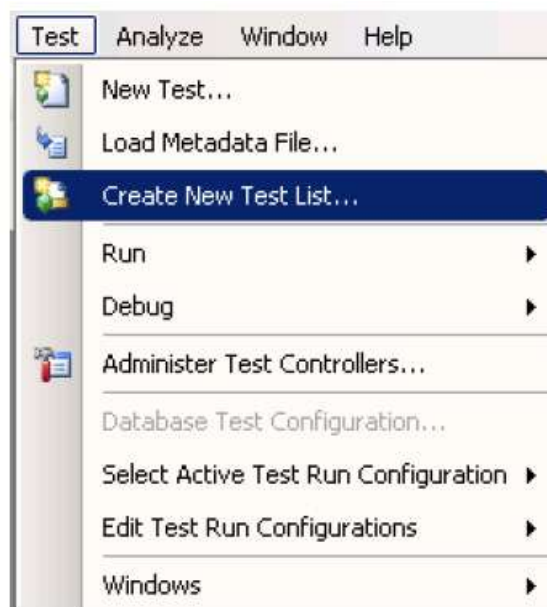 Test Analyze Window Help
New Test...
Load Metadata File...
Create New Test List...
Run
Debug
Administer Test Controllers...
Database Test Configuration...
Select Active Test Run Configuration
Edit Test Run Configurations
Windows